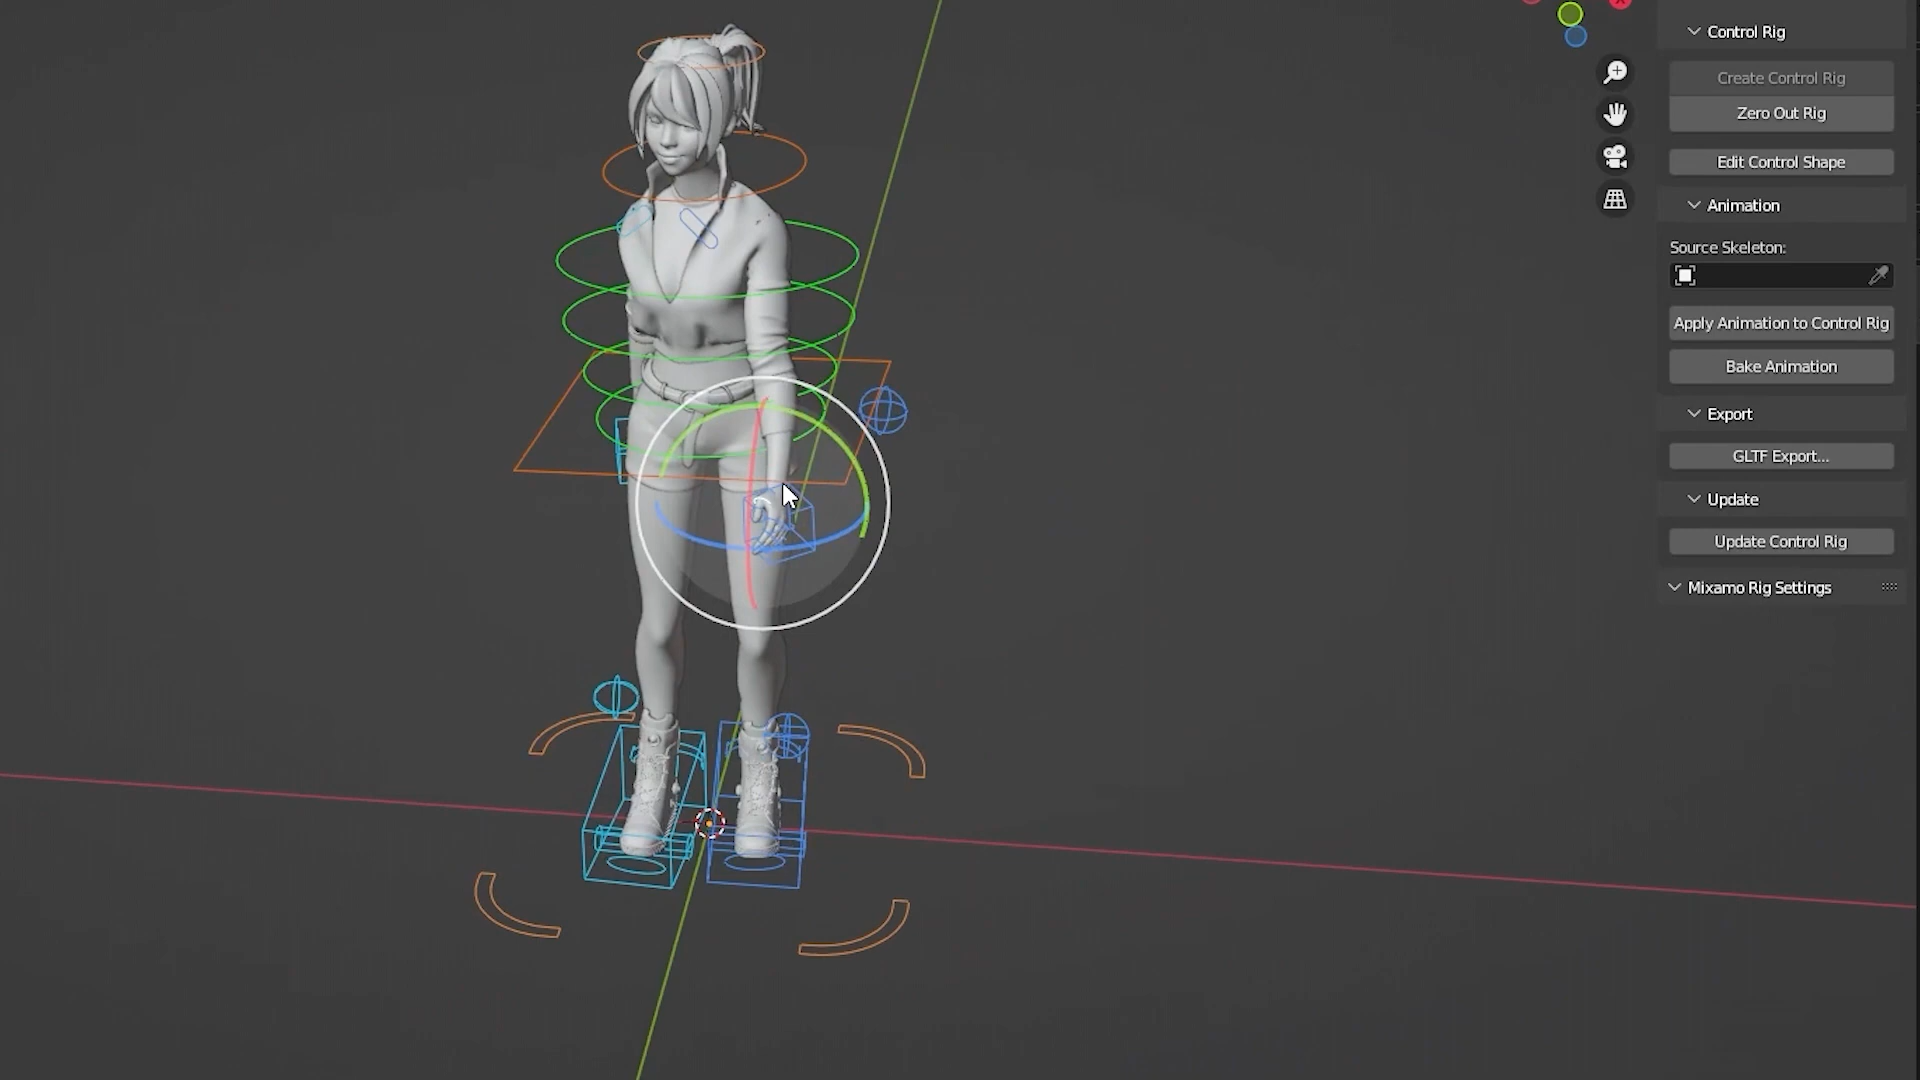 Control Rig
Create Control Rig
Zero Out Rig
Edit Control Shape
Animation
Source Skeleton:
Apply Animation to Control Rig
Bake Animation
Export
GLTF Export...
Update
Update Control Rig
Mixamo Rig Settings